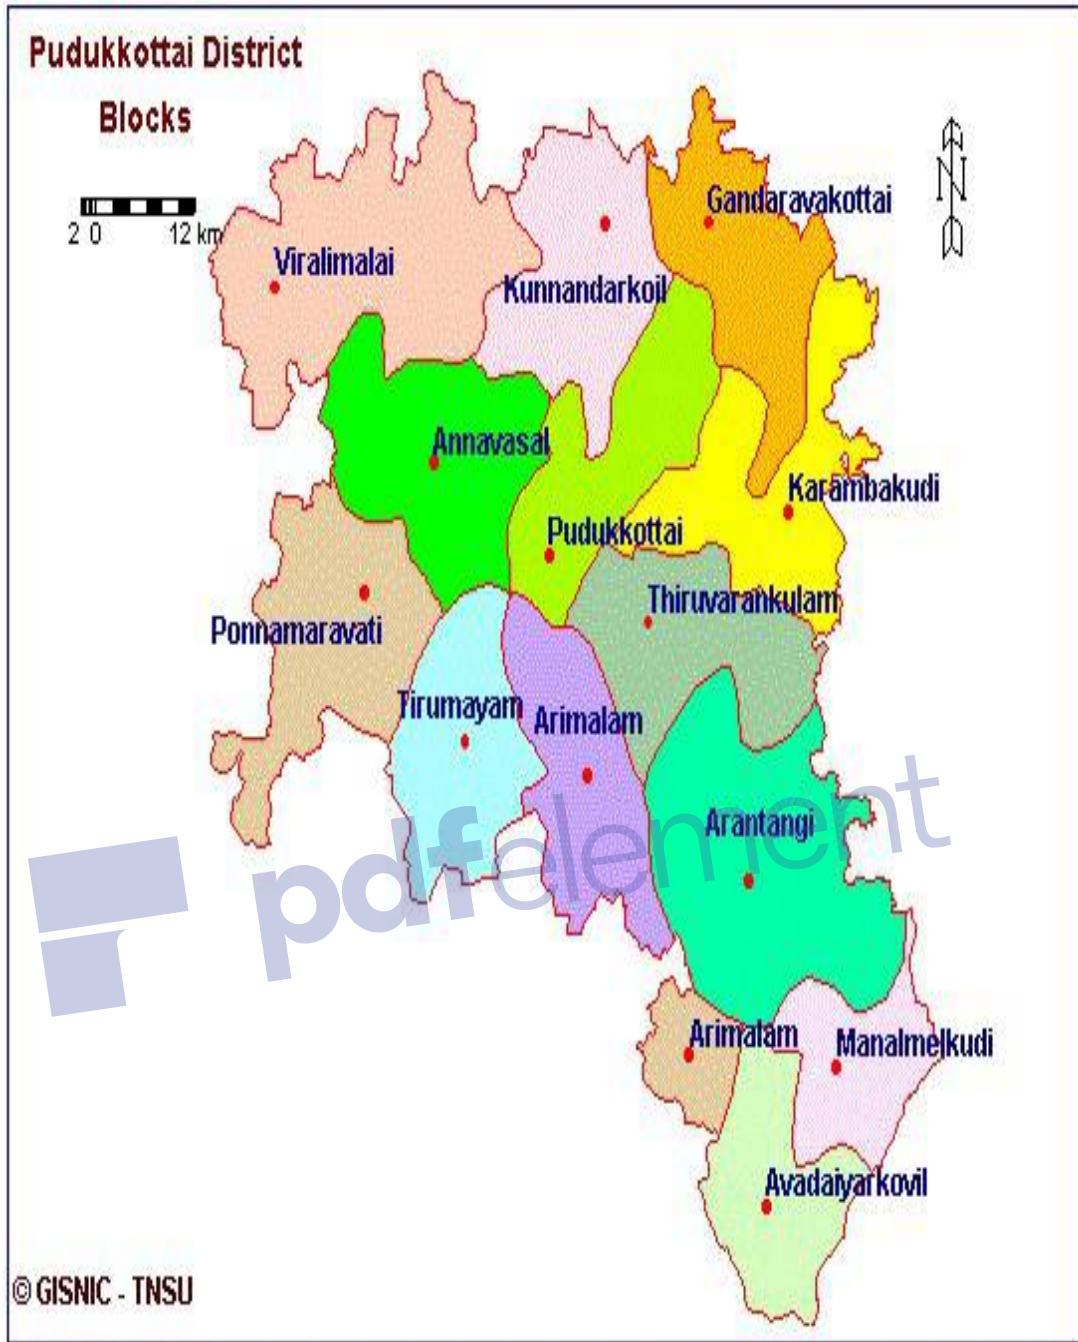 Pudukkottai District
Blocks
2 0 12 km
N
Gandaravakottai
Viralimalai
Kunnandarkoil
Annavasal
Karambakudi
Pudukkottai
Thiruvarankulam
Ponnamaravati
Tirumayam
Arimalam
Arantangi
pdfelement
Arimalam
Manalmelkudi
Avadaiyarkovil
© GISNIC - TNSU